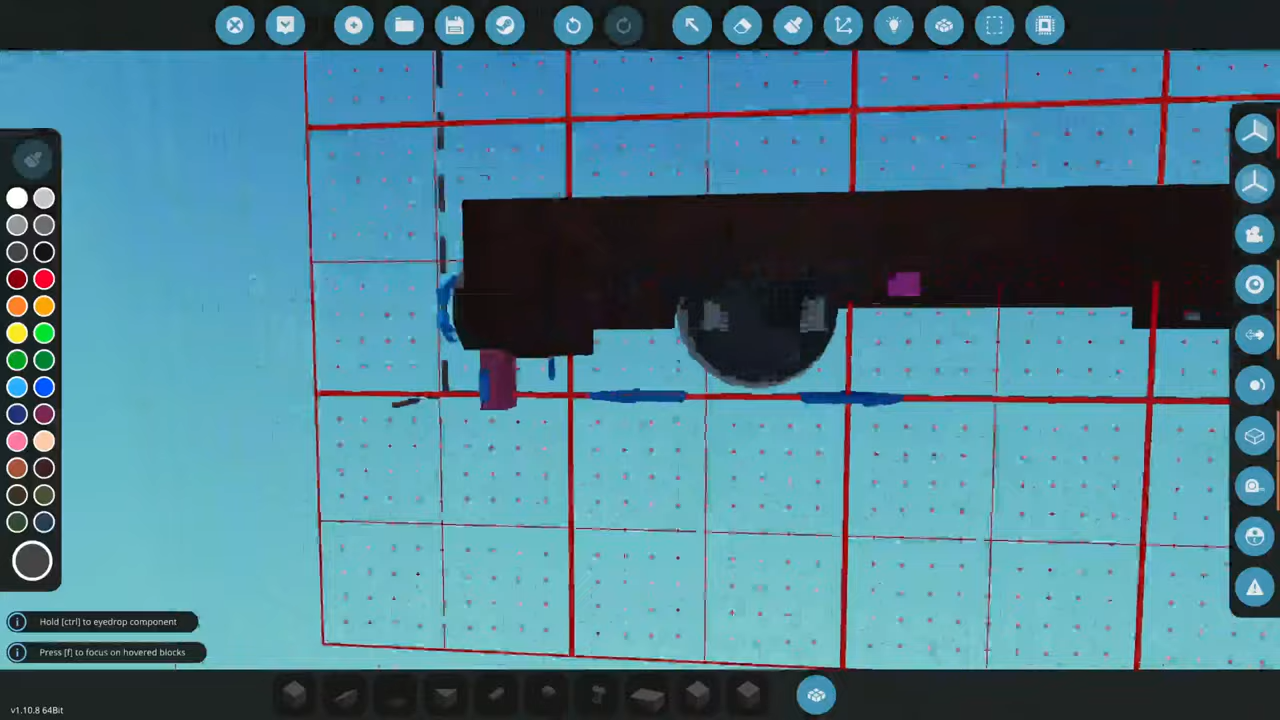 Hold [ctrl] to eyedrop component
Press [f] to focus on hovered blocks
v1.10.8 64Bit